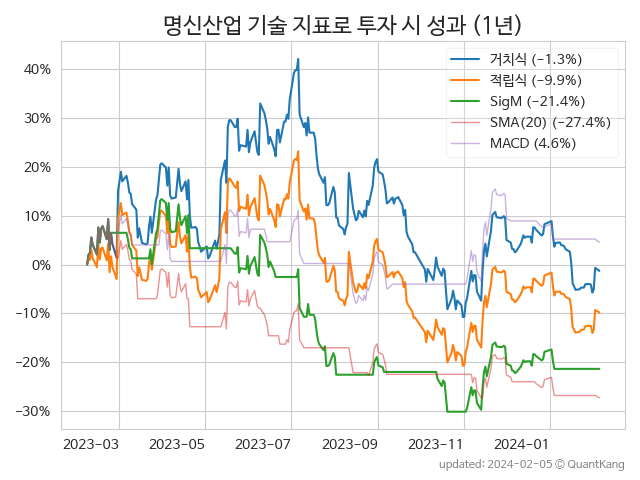 명신산업 기술 지표로 투자 시 성과 (1년)
거치식 (−1.3%)
적립식 (−9.9%)
SigM (−21.4%)
SMA(20) (−27.4%)
MACD (4.6%)
40%
30%
20%
10%
0%
−10%
−20%
−30%
2023-03 2023-05 2023-07 2023-09 2023-11 2024-01
updated: 2024-02-05 © QuantKang